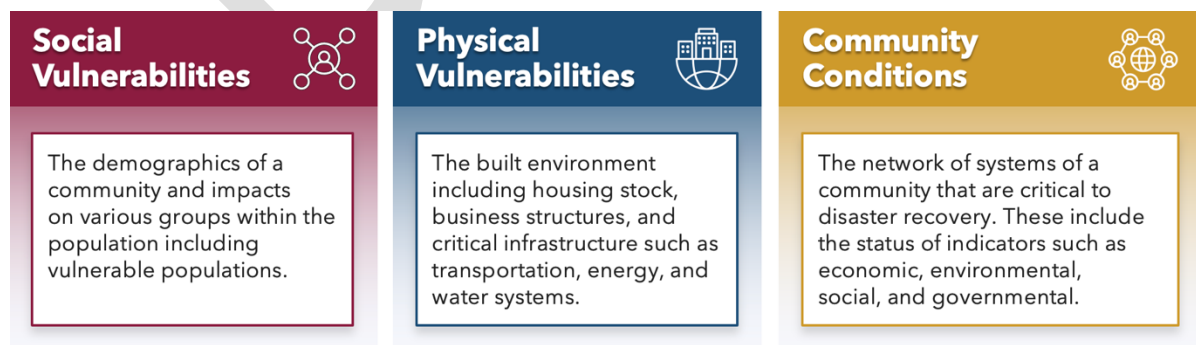 Social
Vulnerabilities
The demographics of a
community and impacts
on various groups within the
population including
vulnerable populations.
Physical
Vulnerabilities
The built environment
including housing stock,
business structures, and
critical infrastructure such as
transportation, energy, and
water systems.
Community
Conditions
The network of systems of a
community that are critical to
disaster recovery. These include
the status of indicators such as
economic, environmental,
social, and governmental.